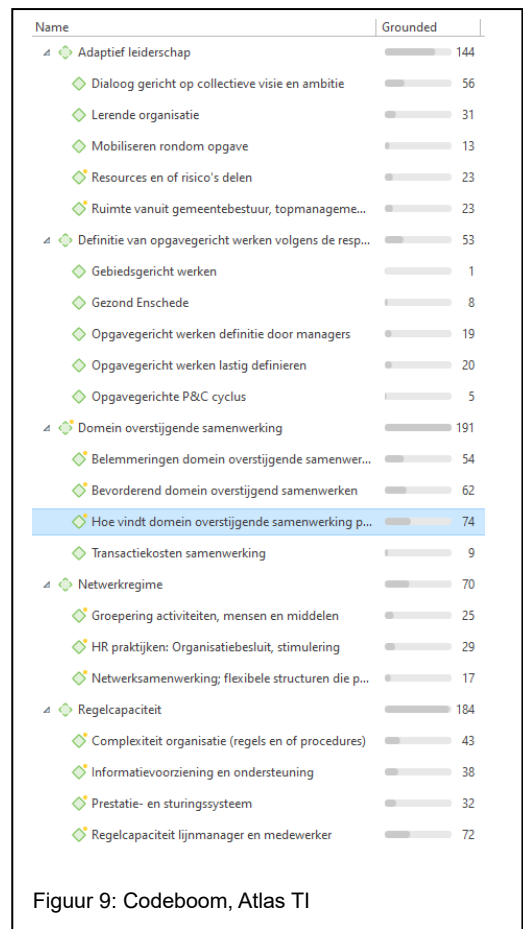 Name Grounded
Adaptief leiderschap 144
Dialoog gericht op collectieve visie en ambitie 56
Lerende organisatie 31
Mobiliseren rondom opgave 13
Resources en of risico's delen 23
Ruimte vanuit gemeentebestuur, topmanageme... 23
Definitie van opgavegericht werken volgens de resp... 53
Gebiedsgericht werken 1
Gezond Enschede 8
Opgavegericht werken definitie door managers 19
Opgavegericht werken lastig definieren 20
Opgavegerichte P&C cyclus 5
Domein overstijgende samenwerking 191
Belemmeringen domein overstijgende samenwer... 54
Bevorderend domein overstijgend samenwerken 62
Hoe vindt domein overstijgende samenwerking p... 74
Transactiekosten samenwerking 9
Netwerkregime 70
Groepering activiteiten, mensen en middelen 25
HR praktijken: Organisatiebesluit, stimulering 29
Netwerksamenwerking; flexibele structuren die p... 17
Regelcapaciteit 184
Complexiteit organisatie (regels en of procedures) 43
Informatievoorziening en ondersteuning 38
Prestatie- en sturingssysteem 32
Regelcapaciteit lijnmanager en medewerker 72
Figuur 9: Codeboom, Atlas TI